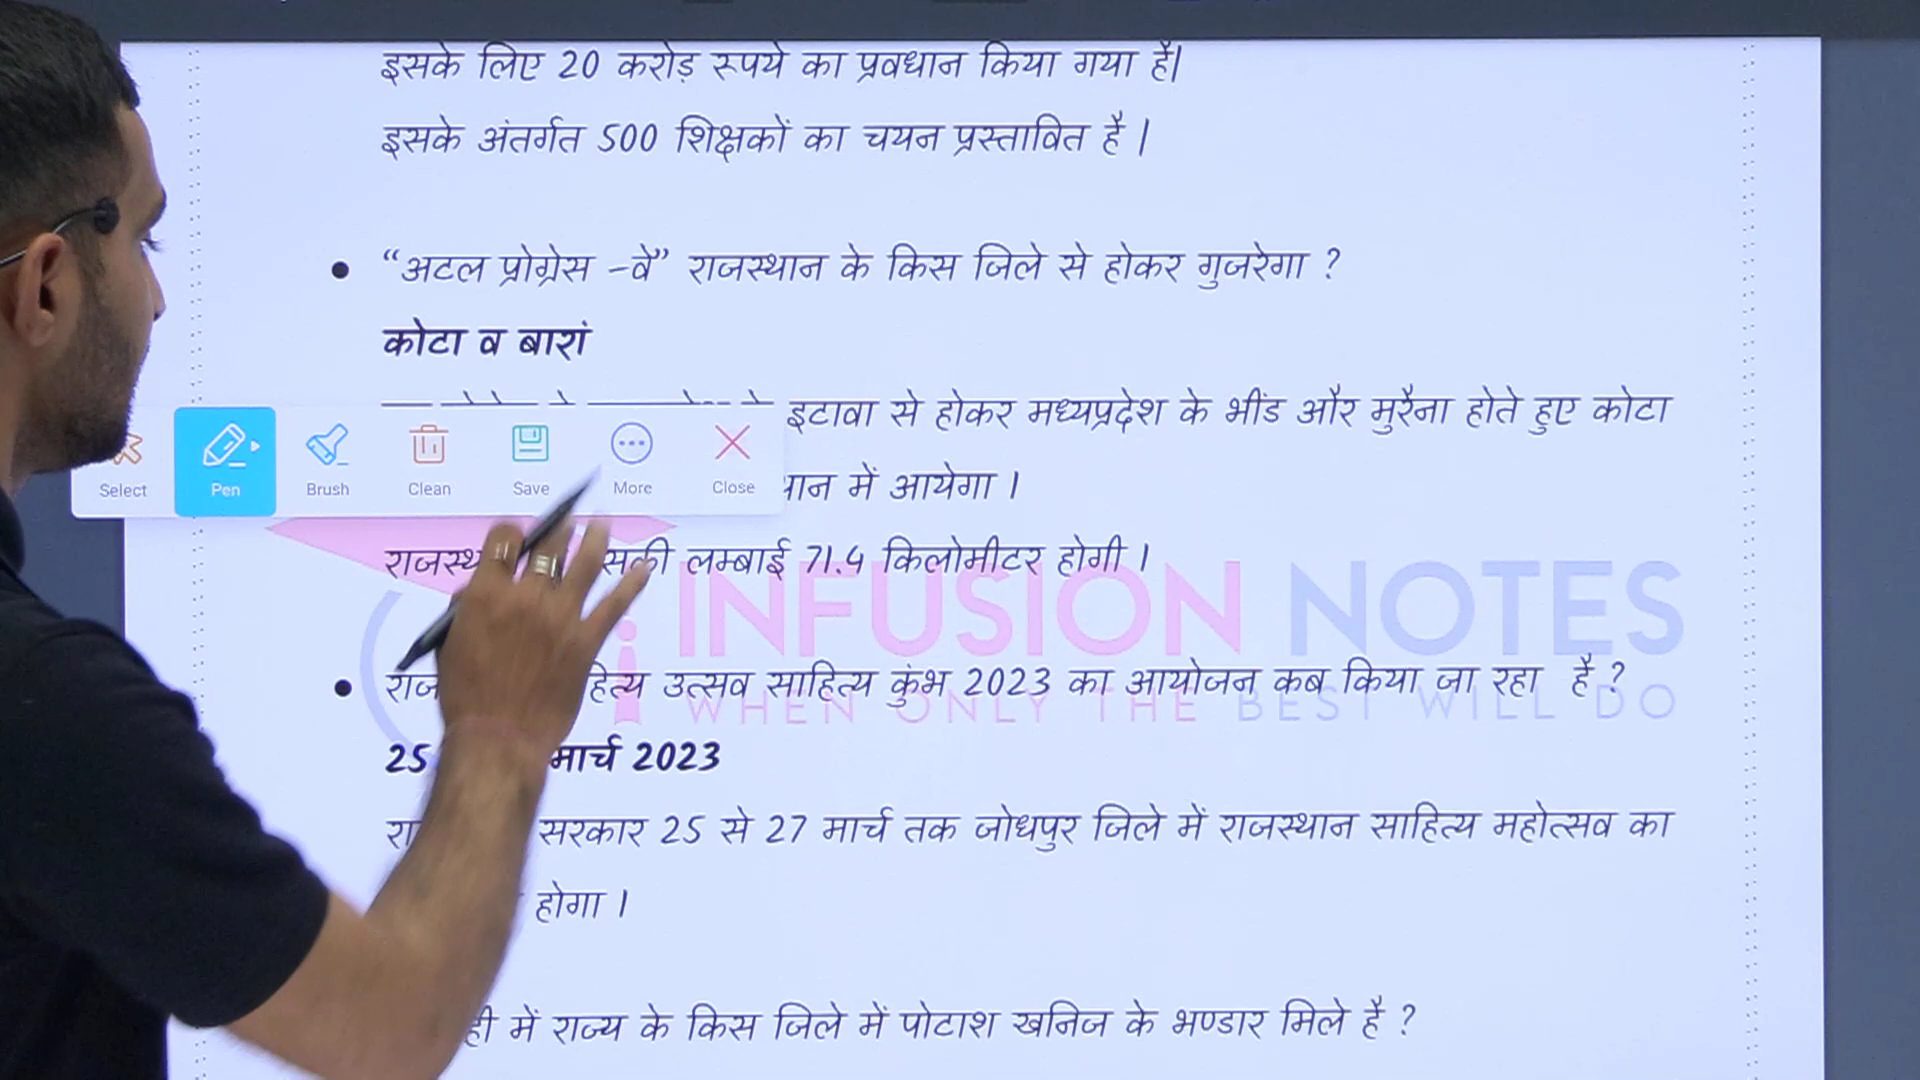 इसके लिए 20 करोड़ रूपये का प्रवधान किया गया है|
इसके अंतर्गत 500 शिक्षकों का चयन प्रस्तावित है |
● “अटल प्रोग्रेस –वे” राजस्थान के किस जिले से होकर गुजरेगा ?
कोटा व बारां
इटावा से होकर मध्यप्रदेश के भींड और मुरैना होते हुए कोटा
Select Pen Brush Clean Save More Close
में आयेगा |
लम्बाई 71.4 किलोमीटर होगी |
INFUSION NOTES
● उत्सव साहित्य कुंभ 2023 का आयोजन कब किया जा रहा है ?
WHEN ONLY THE BEST WILL DO
25 मार्च 2023
सरकार 25 से 27 मार्च तक जोधपुर जिले में राजस्थान साहित्य महोत्सव का
होगा |
में राज्य के किस जिले में पोटाश खनिज के भण्डार मिले है ?